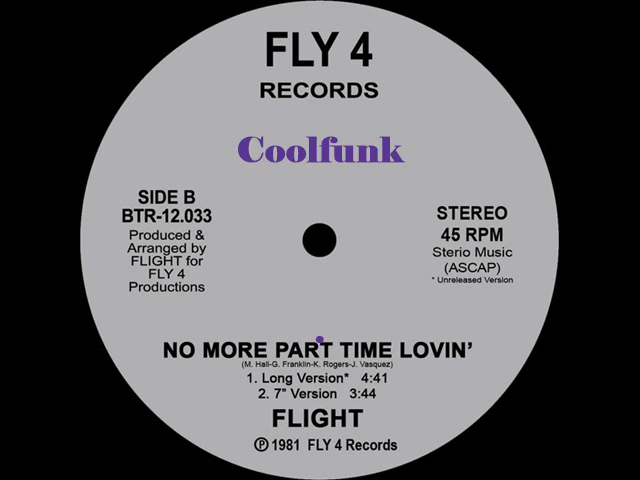 FLY 4
RECORDS
Coolfunk
SIDE B
BTR-12.033
Produced &
Arranged by
FLIGHT for
FLY 4
Productions
STEREO
45 RPM
Sterio Music
(ASCAP)
* Unreleased Version
NO MORE PART TIME LOVIN'
(M. Hall-G. Franklin-K. Rogers-J. Vasquez)
1. Long Version* 4:41
2. 7" Version 3:44
FLIGHT
℗ 1981 FLY 4 Records